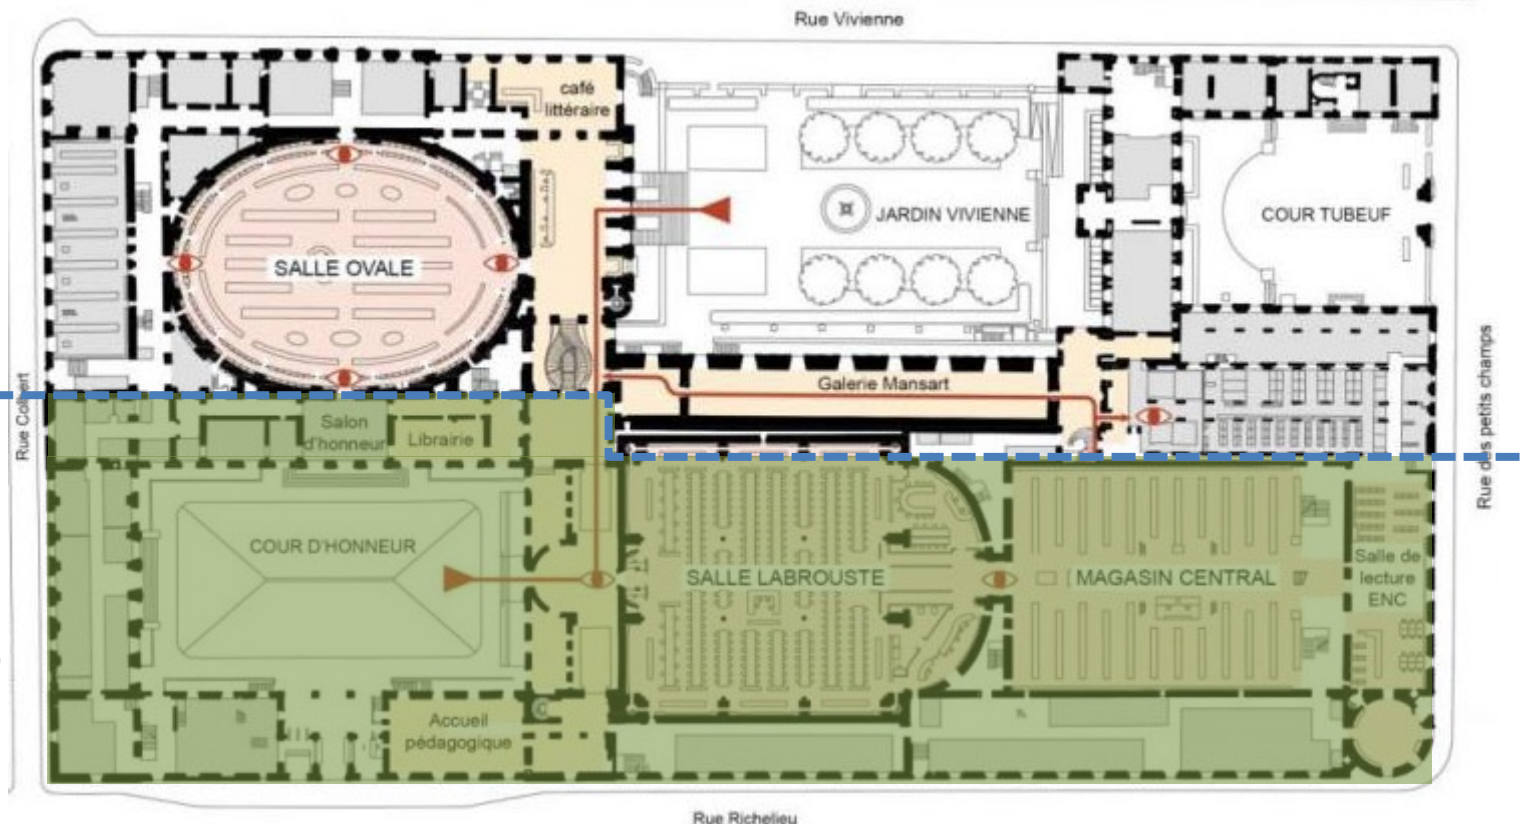 Rue Vivienne
café
littéraire
JARDIN VIVIENNE
COUR TUBEUF
SALLE OVALE
Rue Colbert
Galerie Mansart
Rue des petits champs
Salon
d'honneur
Librairie
COUR D'HONNEUR
SALLE LABROUSTE
MAGASIN CENTRAL
Salle de
lecture
ENC
Accueil
pédagogique
Rue Richelieu